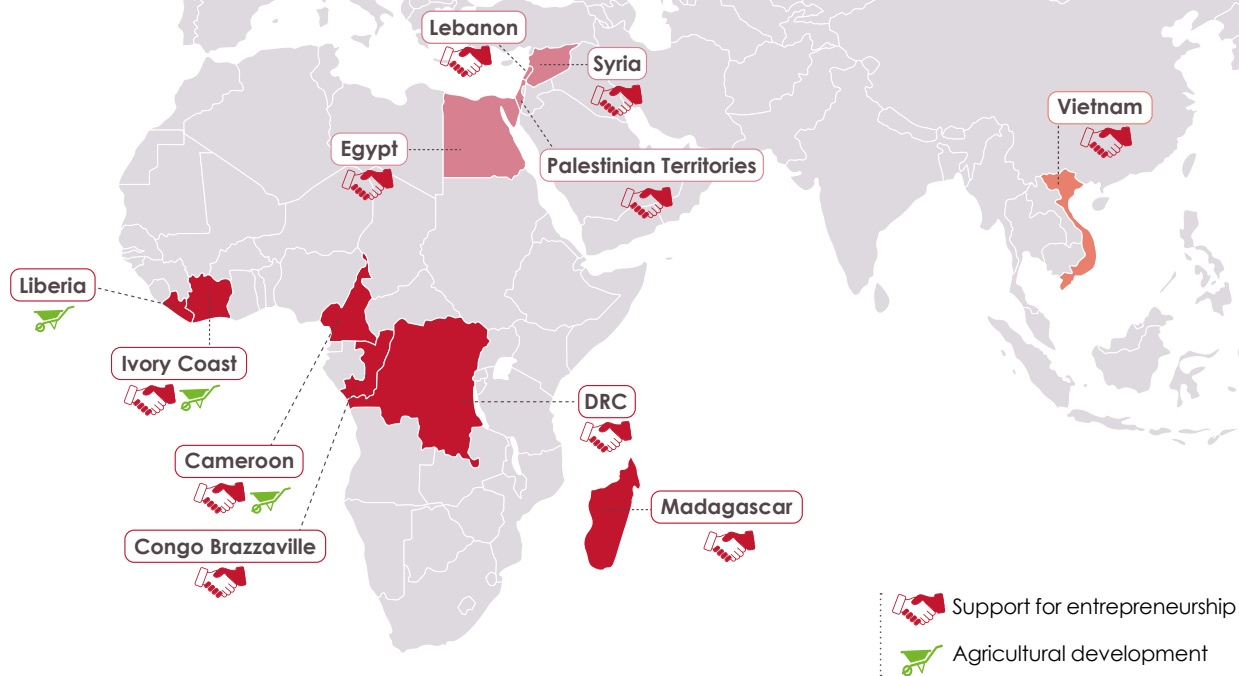 Lebanon
Syria
Vietnam
Egypt
Palestinian Territories
Liberia
Ivory Coast
DRC
Cameroon
Madagascar
Congo Brazzaville
Support for entrepreneurship
Agricultural development